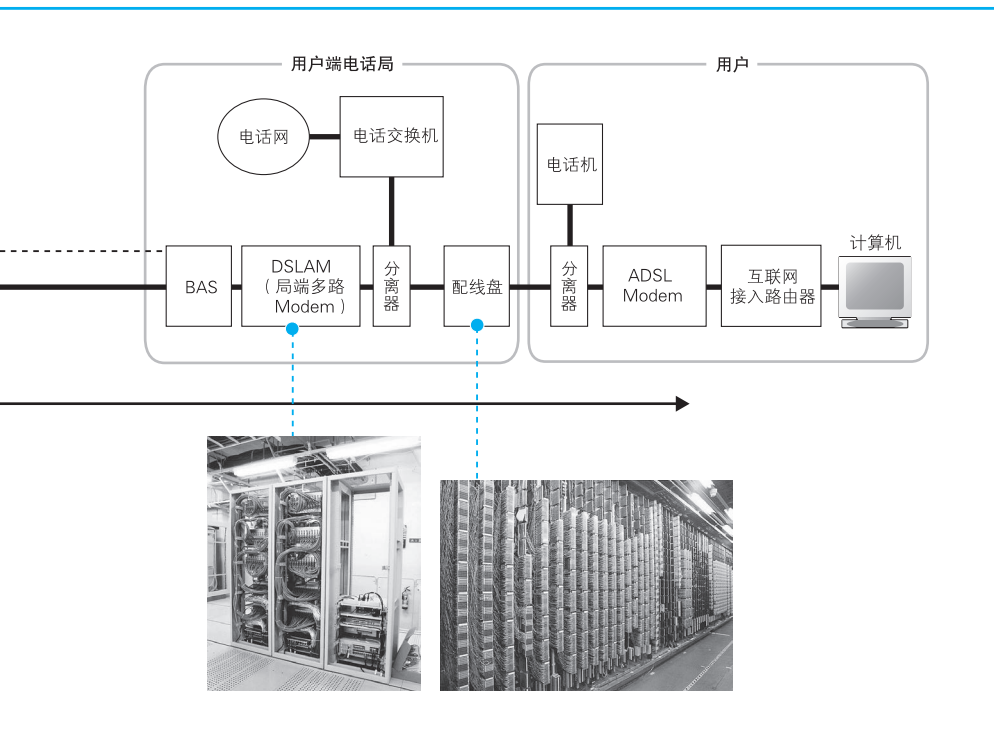 用户端电话局
用户
电话网
电话交换机
电话机
计算机
BAS
DSLAM
（局端多路
Modem）
分
离
器
配线盘
分
离
器
ADSL
Modem
互联网
接入路由器